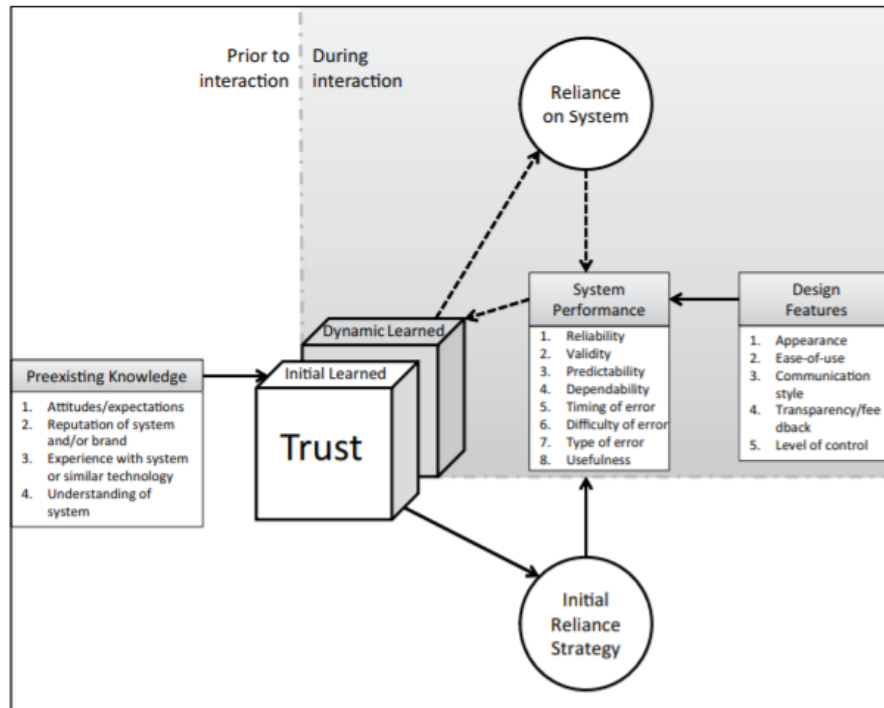 Prior to
interaction
During
interaction
Reliance
on System
System
Performance
1. Reliability
2. Validity
3. Predictability
4. Dependability
5. Timing of error
6. Difficulty of error
7. Type of error
8. Usefulness
Design
Features
1. Appearance
2. Ease-of-use
3. Communication
style
4. Transparency/fee
dback
5. Level of control
Dynamic Learned
Initial Learned
Trust
Preexisting Knowledge
1. Attitudes/expectations
2. Reputation of system
and/or brand
3. Experience with system
or similar technology
4. Understanding of
system
Initial
Reliance
Strategy